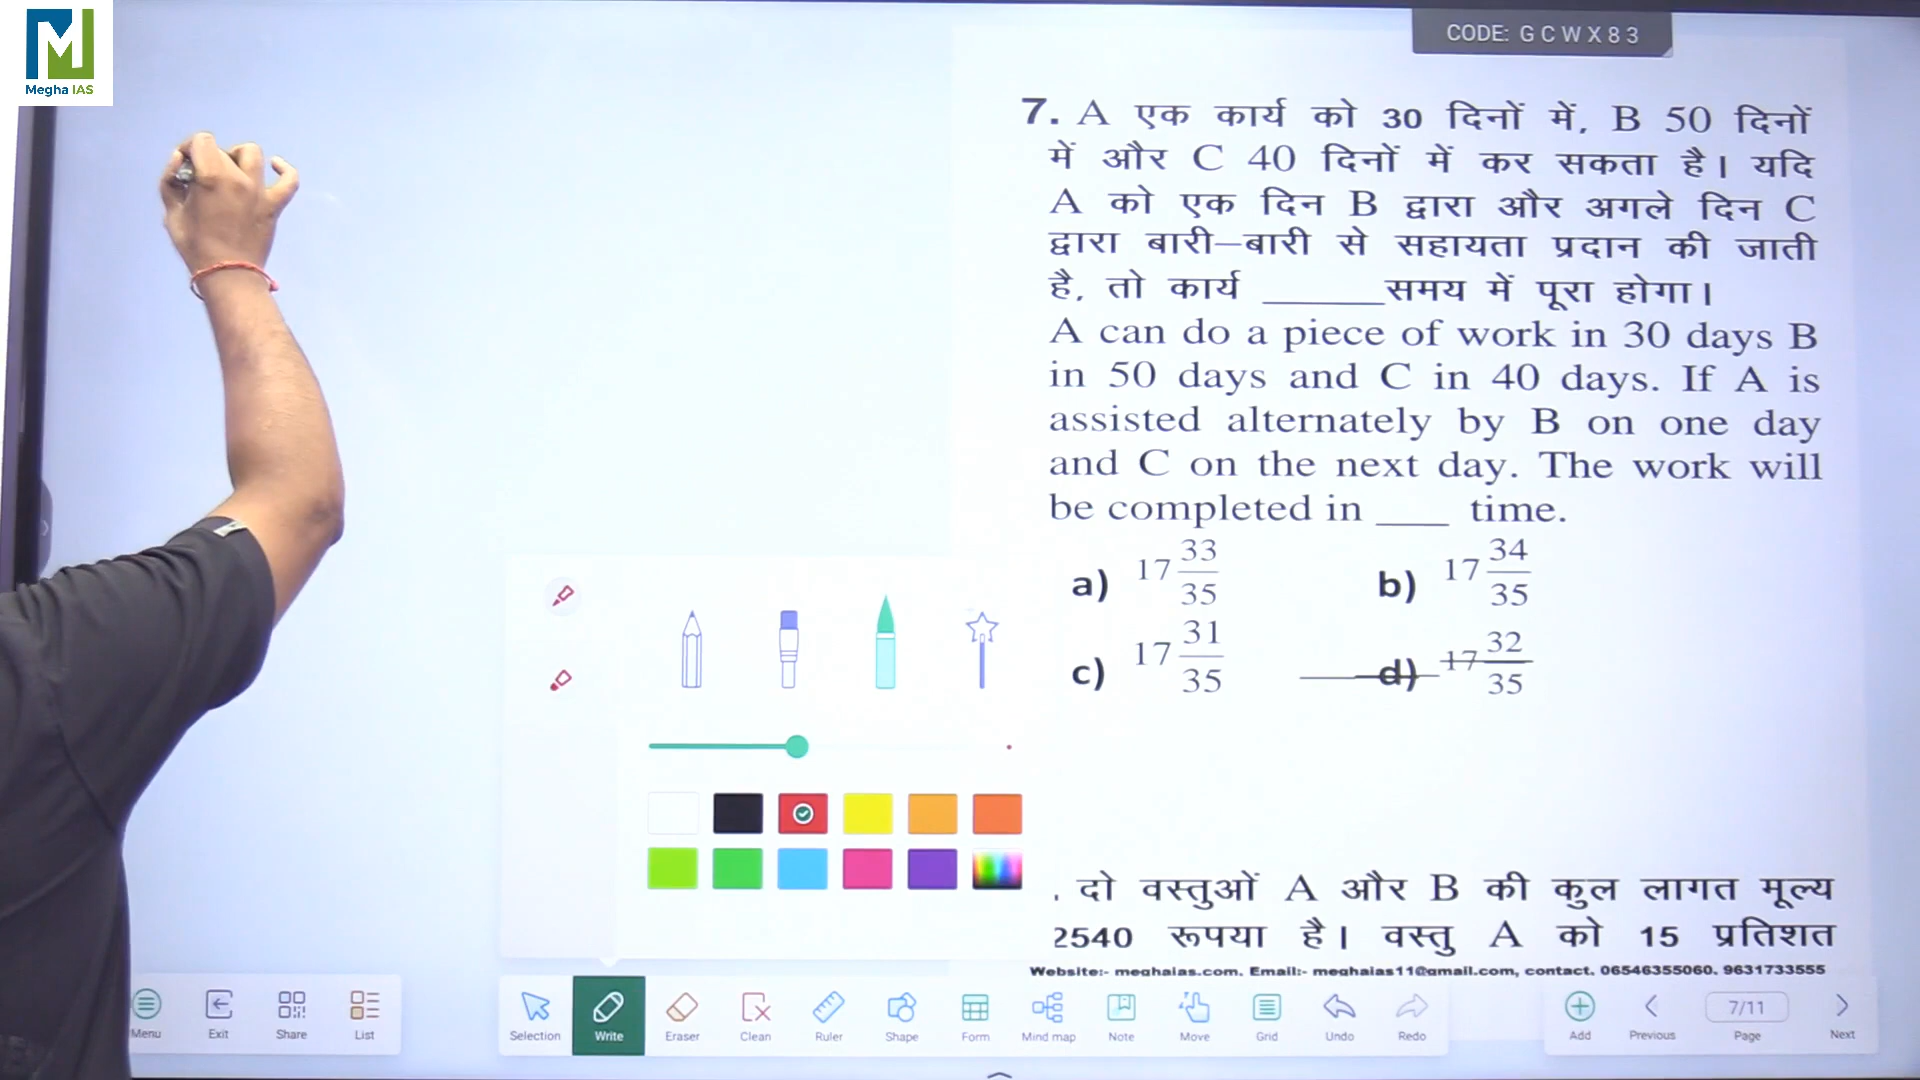 Megha IAS
CODE: G C W X 8 3
7. A एक कार्य को 30 दिनों में, B 50 दिनों
में और C 40 दिनों में कर सकता है। यदि
A को एक दिन B द्वारा और अगले दिन C
द्वारा बारी–बारी से सहायता प्रदान की जाती
है, तो कार्य ______समय में पूरा होगा।
A can do a piece of work in 30 days B
in 50 days and C in 40 days. If A is
assisted alternately by B on one day
and C on the next day. The work will
be completed in ____ time.
a) 17 33/35 b) 17 34/35
c) 17 31/35 d) 17 32/35
. दो वस्तुओं A और B की कुल लागत मूल्य
2540 रूपया है। वस्तु A को 15 प्रतिशत
Website:- meghaias.com, Email:- meghaias11@gmail.com, contact. 06546355060, 9631733555
Menu Exit Share List Selection Write Eraser Clean Ruler Shape Form Mind map Note Move Grid Undo Redo Add Previous 7/11 Page Next